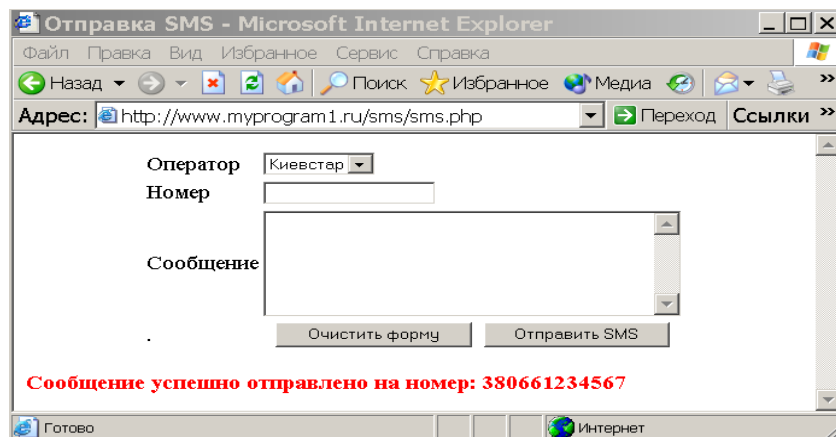 Отправка SMS - Microsoft Internet Explorer
Файл Правка Вид Избранное Сервис Справка
Назад Поиск Избранное Медиа »
Адрес: http://www.myprogram1.ru/sms/sms.php Переход Ссылки »
Оператор Киевстар
Номер
Сообщение
. Очистить форму Отправить SMS
Сообщение успешно отправлено на номер: 380661234567
Готово Интернет